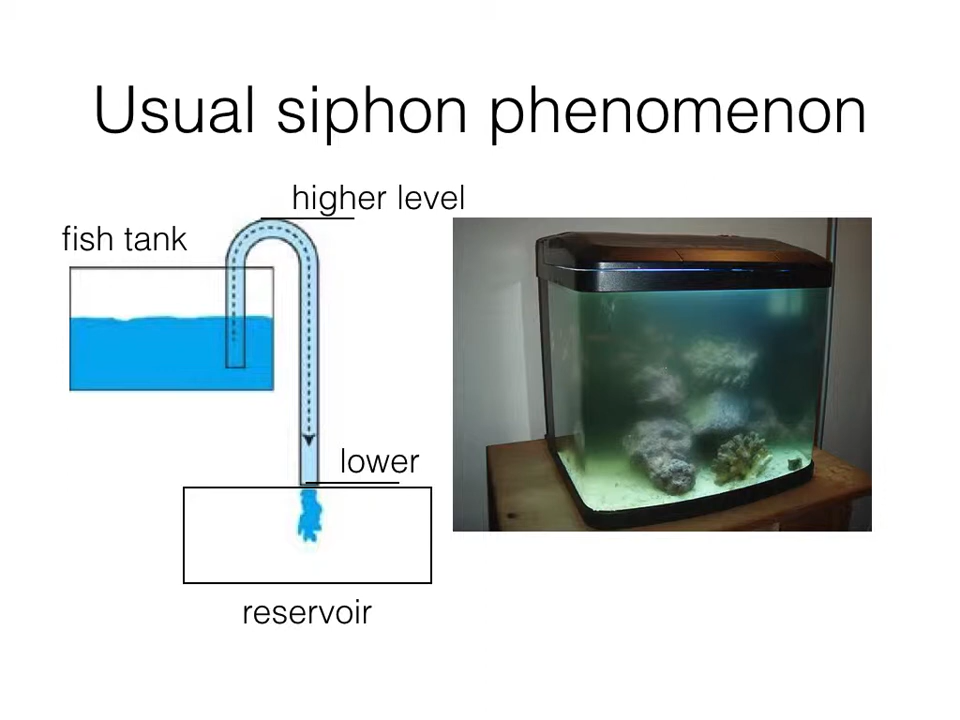 Usual siphon phenomenon
higher level
fish tank
lower
reservoir